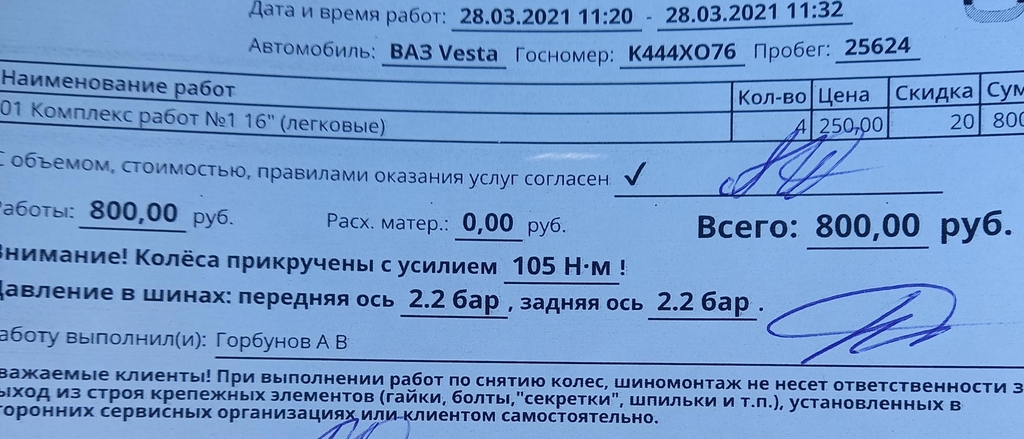 Дата и время работ: 28.03.2021 11:20 - 28.03.2021 11:32
Автомобиль: ВАЗ Vesta Госномер: К444ХО76 Пробег: 25624
Наименование работ Кол-во Цена Скидка Сум
01 Комплекс работ №1 16" (легковые) 4 250,00 20 800
С объемом, стоимостью, правилами оказания услуг согласен ✓
аботы: 800,00 руб. Расх. матер.: 0,00 руб. Всего: 800,00 руб.
Внимание! Колёса прикручены с усилием 105 Н·м !
Давление в шинах: передняя ось 2.2 бар , задняя ось 2.2 бар .
аботу выполнил(и): Горбунов А В
важаемые клиенты! При выполнении работ по снятию колес, шиномонтаж не несет ответственности з
ыход из строя крепежных элементов (гайки, болты,"секретки", шпильки и т.п.), установленных в
торонних сервисных организациях или клиентом самостоятельно.